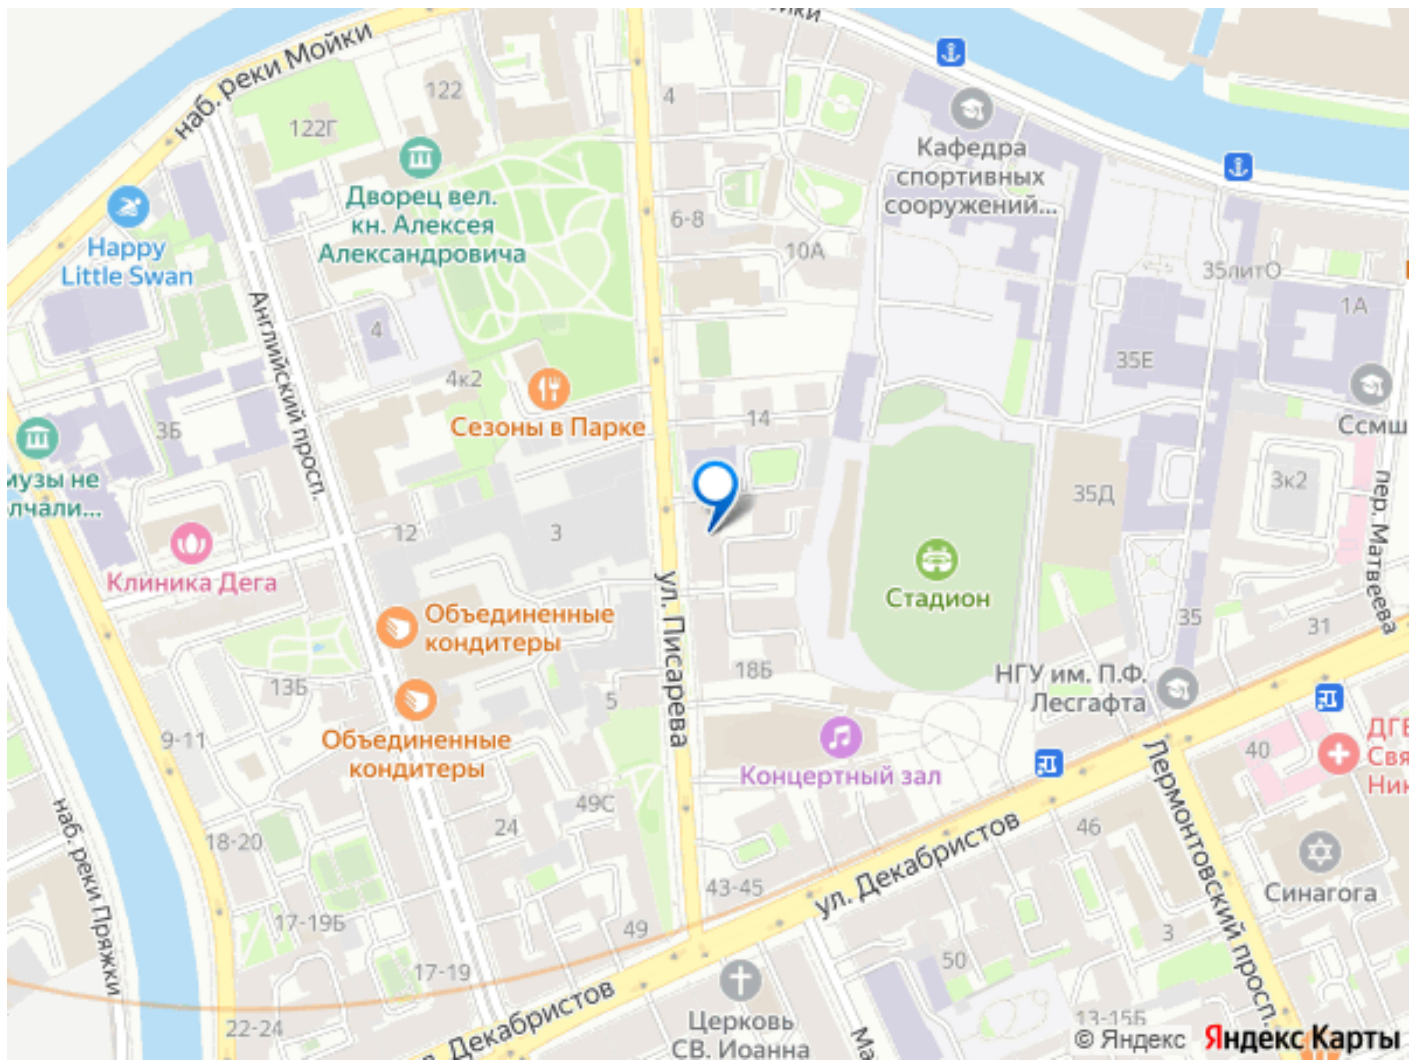 наб. реки Мойки
122
122Г
4
Дворец вел.
кн. Алексея
Александровича
Кафедра
спортивных
сооружений...
6-8
10А
Happy
Little Swan
35литО
1А
Английский просп.
4
35Е
4к2
Сезоны в Парке
14
3Б
Ссмш
музы не
лчали...
3к2
35Д
пер. Матвеева
12
3
Клиника Дега
Стадион
ул. Писарева
Объединенные
кондитеры
35
31
18Б
НГУ им. П.Ф.
Лесгафта
13Б
5
9-11
Объединенные
кондитеры
Концертный зал
40
Лермонтовский просп.
49С
24
46
18-20
наб. реки Пряжки
ул. Декабристов
43-45
Синагога
17-19Б
49
3
17-19
50
22-24
Декабристов
Церковь
СВ. Иоанна
13-15Б
© Яндекс Яндекс Карты